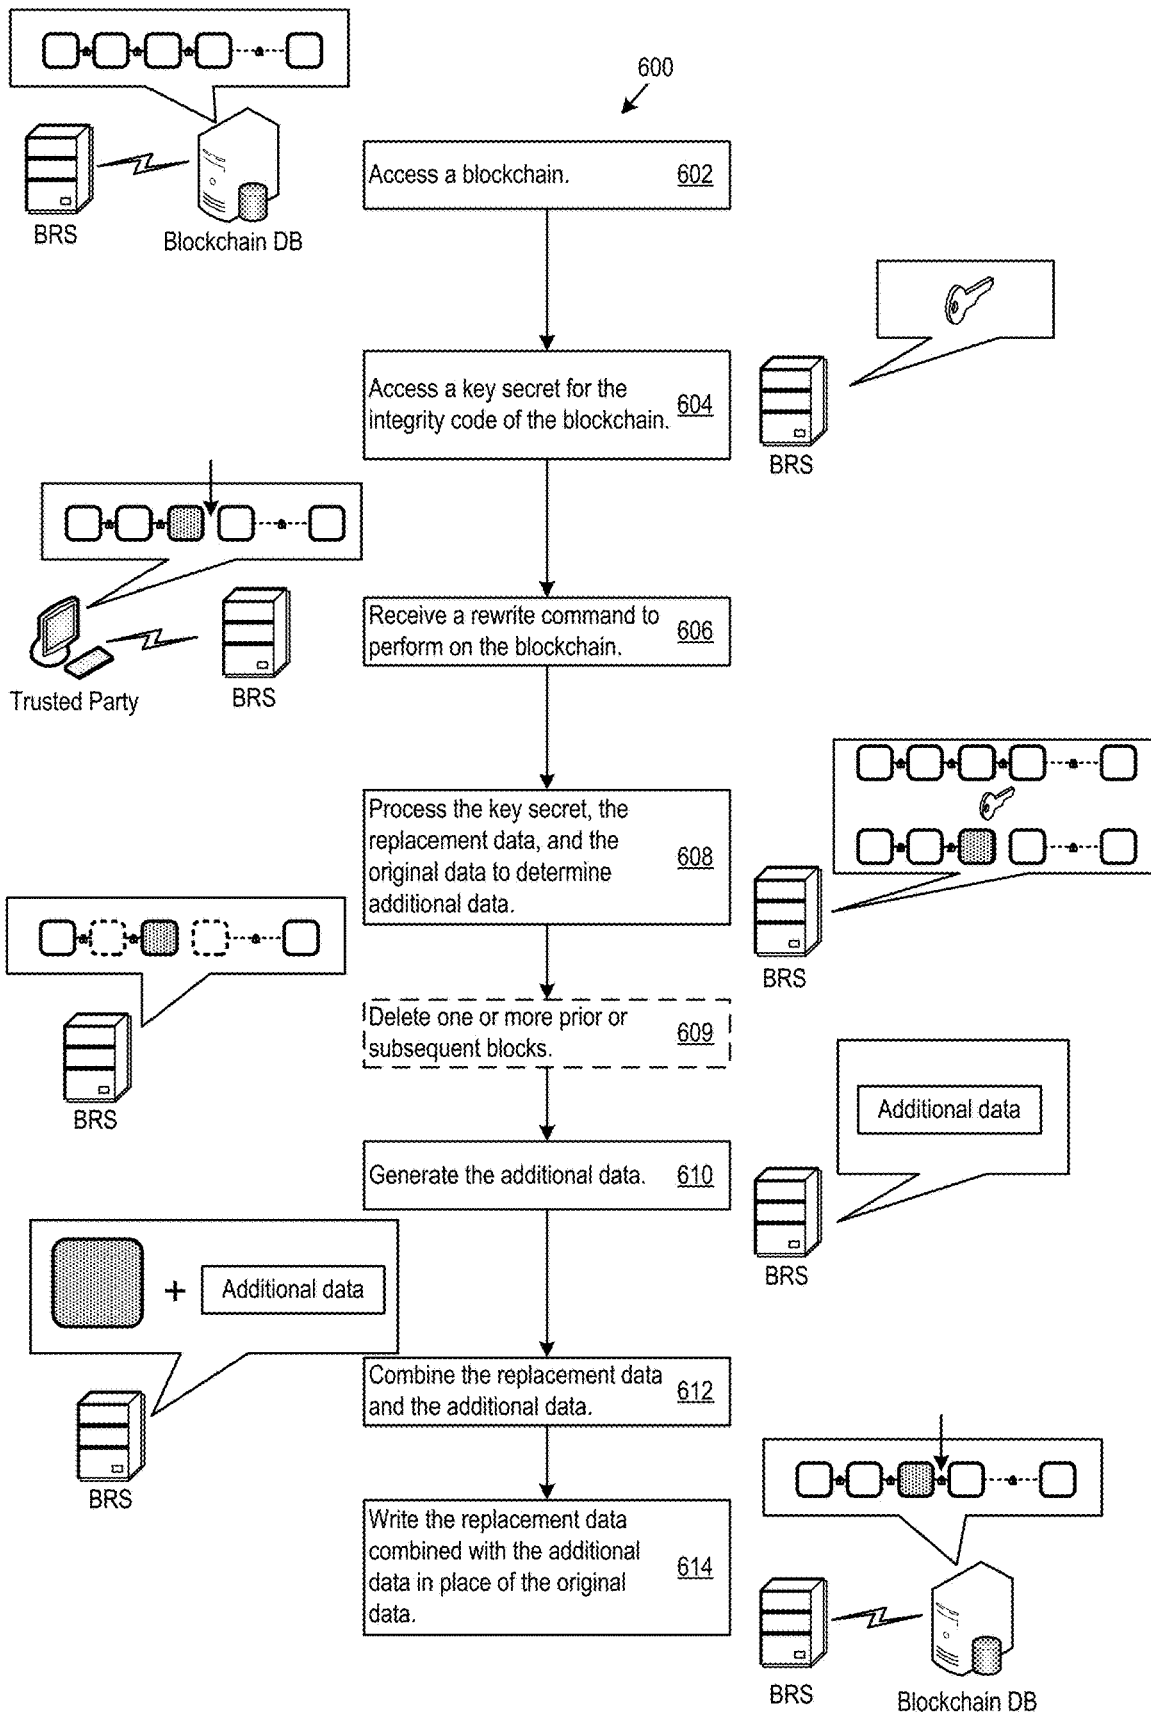 600
BRS
Blockchain DB
Access a blockchain.
602
Access a key secret for the
integrity code of the blockchain.
604
BRS
Trusted Party
BRS
Receive a rewrite command to
perform on the blockchain.
606
Process the key secret, the
replacement data, and the
original data to determine
additional data.
608
BRS
BRS
Delete one or more prior or
subsequent blocks.
609
Additional data
BRS
Generate the additional data.
610
Additional data
BRS
Combine the replacement data
and the additional data.
612
Write the replacement data
combined with the additional
data in place of the original
data.
614
BRS
Blockchain DB